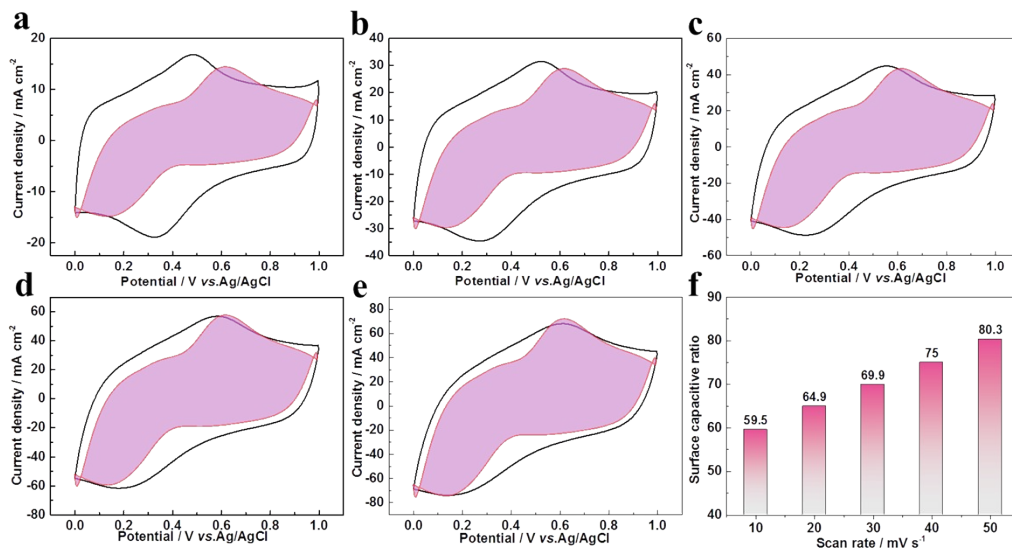 a
20
10
0
-10
-20
Current density / mA cm⁻²
0.0 0.2 0.4 0.6 0.8 1.0
Potential / V vs.Ag/AgCl
b
40
30
20
10
0
-10
-20
-30
-40
Current density / mA cm⁻²
0.0 0.2 0.4 0.6 0.8 1.0
Potential / V vs.Ag/AgCl
c
60
40
20
0
-20
-40
-60
Current density / mA cm⁻²
0.0 0.2 0.4 0.6 0.8 1.0
Potential / V vs.Ag/AgCl
d
60
40
20
0
-20
-40
-60
-80
Current density / mA cm⁻²
0.0 0.2 0.4 0.6 0.8 1.0
Potential / V vs.Ag/AgCl
e
80
60
40
20
0
-20
-40
-60
-80
Current density / mA cm⁻²
0.0 0.2 0.4 0.6 0.8 1.0
Potential / V vs.Ag/AgCl
f
90
80
70
60
50
40
Surface capacitive ratio
59.5
64.9
69.9
75
80.3
10 20 30 40 50
Scan rate / mV s⁻¹